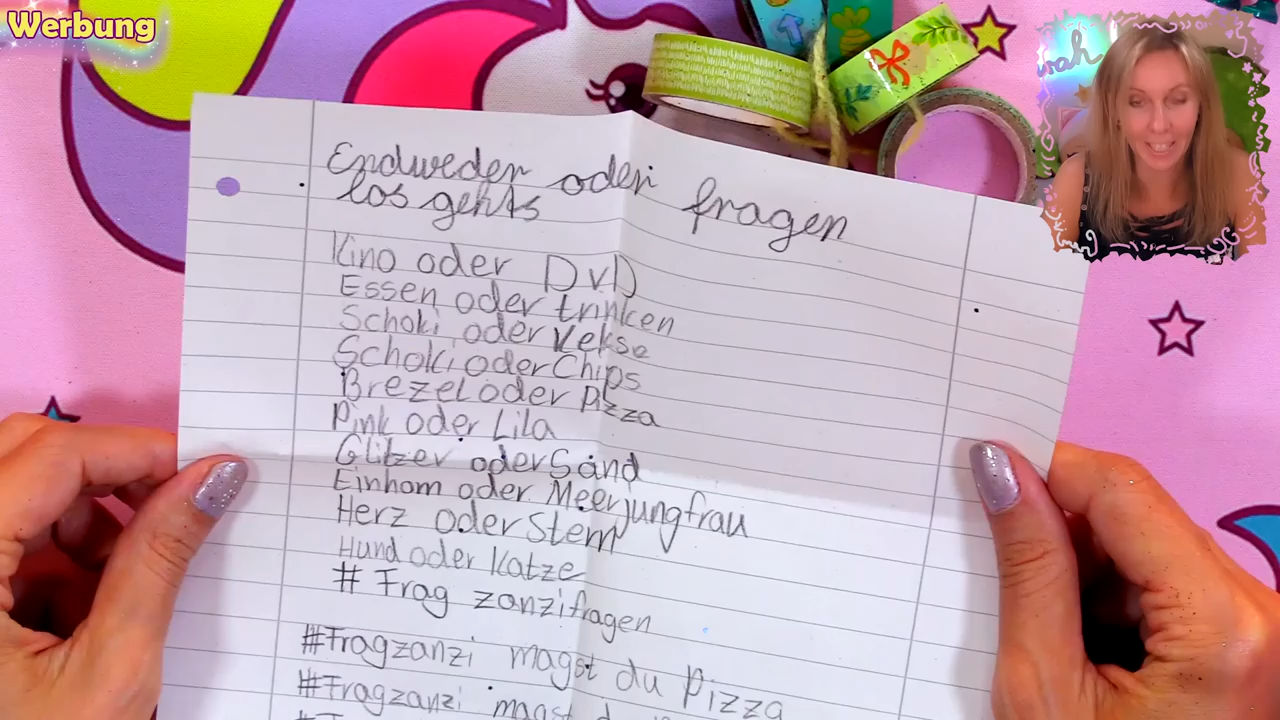 Werbung
Endweder oder fragen
los gehts
Kino oder DvD
Essen oder trinken
Schoki oder Kekse
Schoki oder Chips
Brezel oder Pizza
Pink oder Lila
Glitzer oder Sand
Einhorn oder Meerjungfrau
Herz oder Stern
Hund oder Katze
# Frag zanzifragen
#Fragzanzi magst du Pizza
#Fragzanzi magst